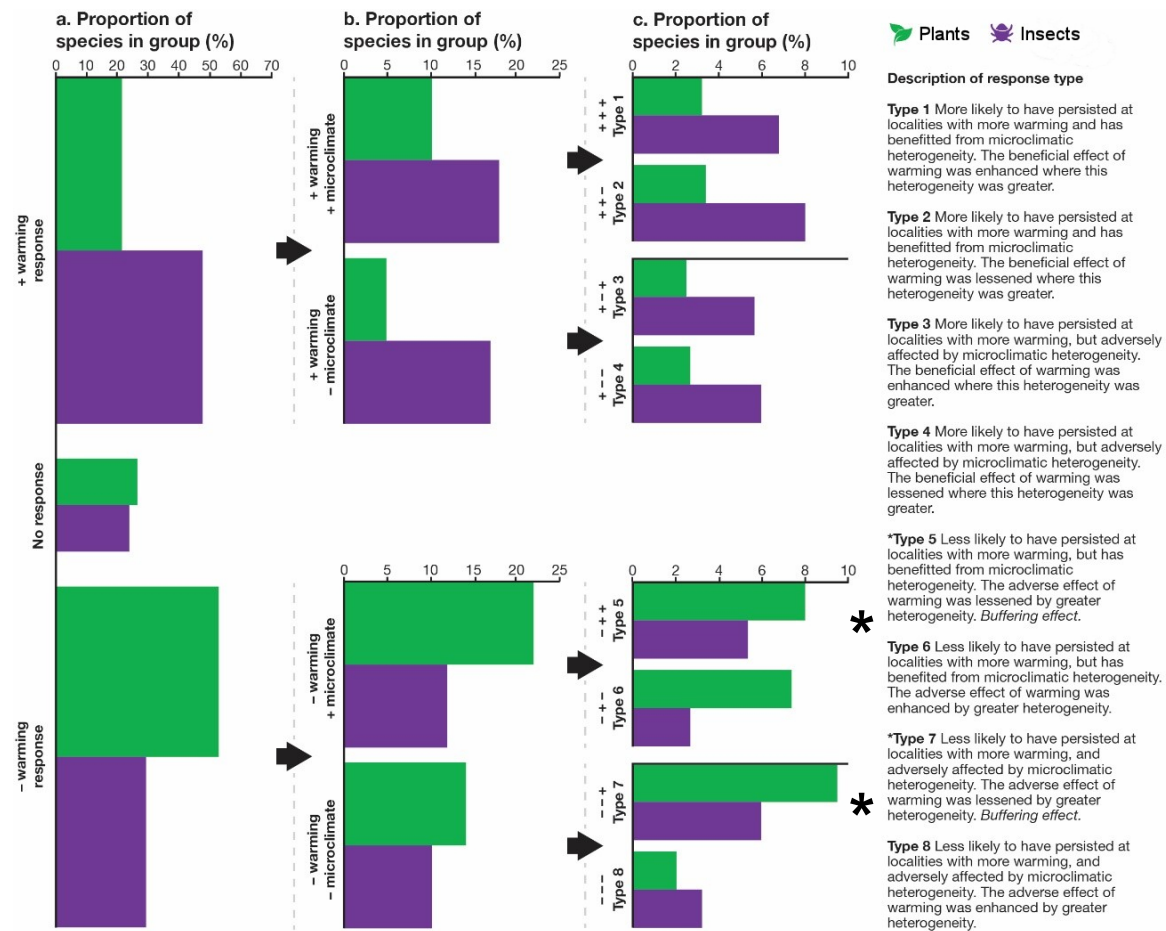 a. Proportion of
species in group (%)
0 10 20 30 40 50 60 70
+ warming
response
No response
– warming
response
b. Proportion of
species in group (%)
0 5 10 15 20 25
+ warming
+ microclimate
+ warming
– microclimate
0 5 10 15 20 25
– warming
+ microclimate
– warming
– microclimate
c. Proportion of
species in group (%)
0 2 4 6 8 10
+ + +
Type 1
+ + –
Type 2
+ – +
Type 3
+ – –
Type 4
0 2 4 6 8 10
– + +
Type 5
*
– + –
Type 6
– – +
Type 7
*
– – –
Type 8
Plants Insects
Description of response type
Type 1 More likely to have persisted at
localities with more warming and has
benefitted from microclimatic
heterogeneity. The beneficial effect of
warming was enhanced where this
heterogeneity was greater.
Type 2 More likely to have persisted at
localities with more warming and has
benefitted from microclimatic
heterogeneity. The beneficial effect of
warming was lessened where this
heterogeneity was greater.
Type 3 More likely to have persisted at
localities with more warming, but adversely
affected by microclimatic heterogeneity.
The beneficial effect of warming was
enhanced where this heterogeneity was
greater.
Type 4 More likely to have persisted at
localities with more warming, but adversely
affected by microclimatic heterogeneity.
The beneficial effect of warming was
lessened where this heterogeneity was
greater.
*Type 5 Less likely to have persisted at
localities with more warming, but has
benefitted from microclimatic
heterogeneity. The adverse effect of
warming was lessened by greater
heterogeneity. Buffering effect.
Type 6 Less likely to have persisted at
localities with more warming, but has
benefited from microclimatic heterogeneity.
The adverse effect of warming was
enhanced by greater heterogeneity.
*Type 7 Less likely to have persisted at
localities with more warming, and
adversely affected by microclimatic
heterogeneity. The adverse effect of
warming was lessened by greater
heterogeneity. Buffering effect.
Type 8 Less likely to have persisted at
localities with more warming, and
adversely affected by microclimatic
heterogeneity. The adverse effect of
warming was enhanced by greater
heterogeneity.